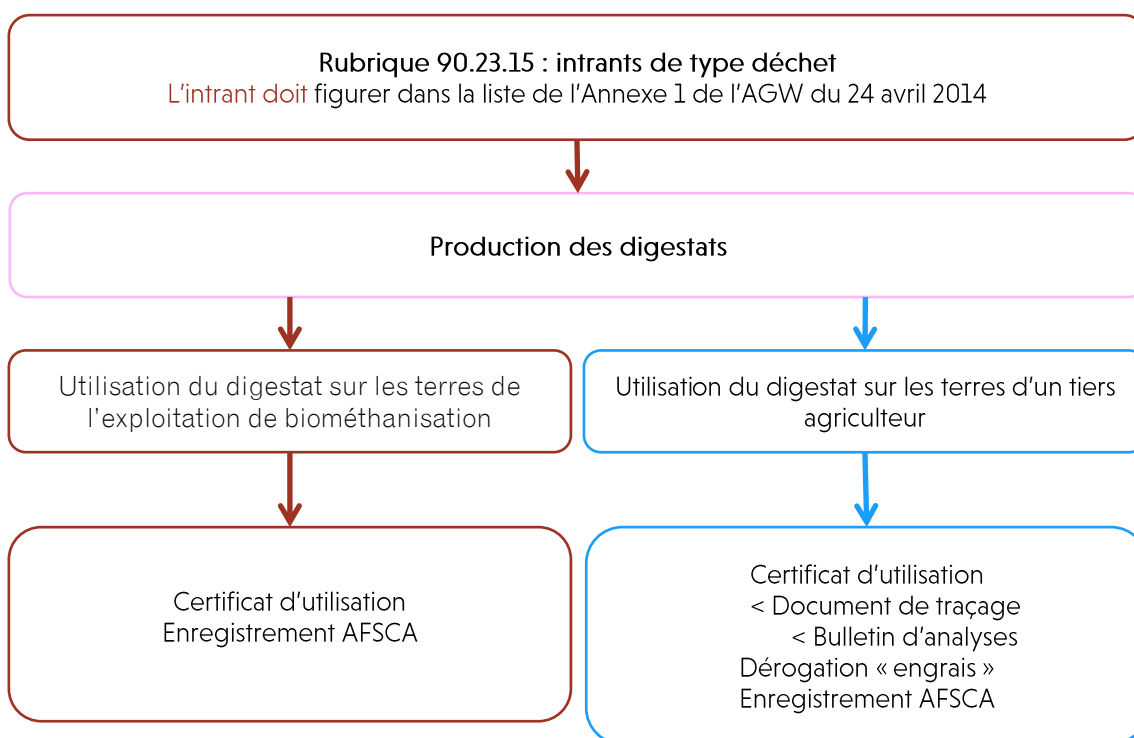 Rubrique 90.23.15 : intrants de type déchet
L'intrant doit figurer dans la liste de l'Annexe 1 de l'AGW du 24 avril 2014
Production des digestats
Utilisation du digestat sur les terres de
l'exploitation de biométhanisation
Utilisation du digestat sur les terres d'un tiers
agriculteur
Certificat d'utilisation
Enregistrement AFSCA
Certificat d'utilisation
< Document de traçage
< Bulletin d'analyses
Dérogation « engrais »
Enregistrement AFSCA